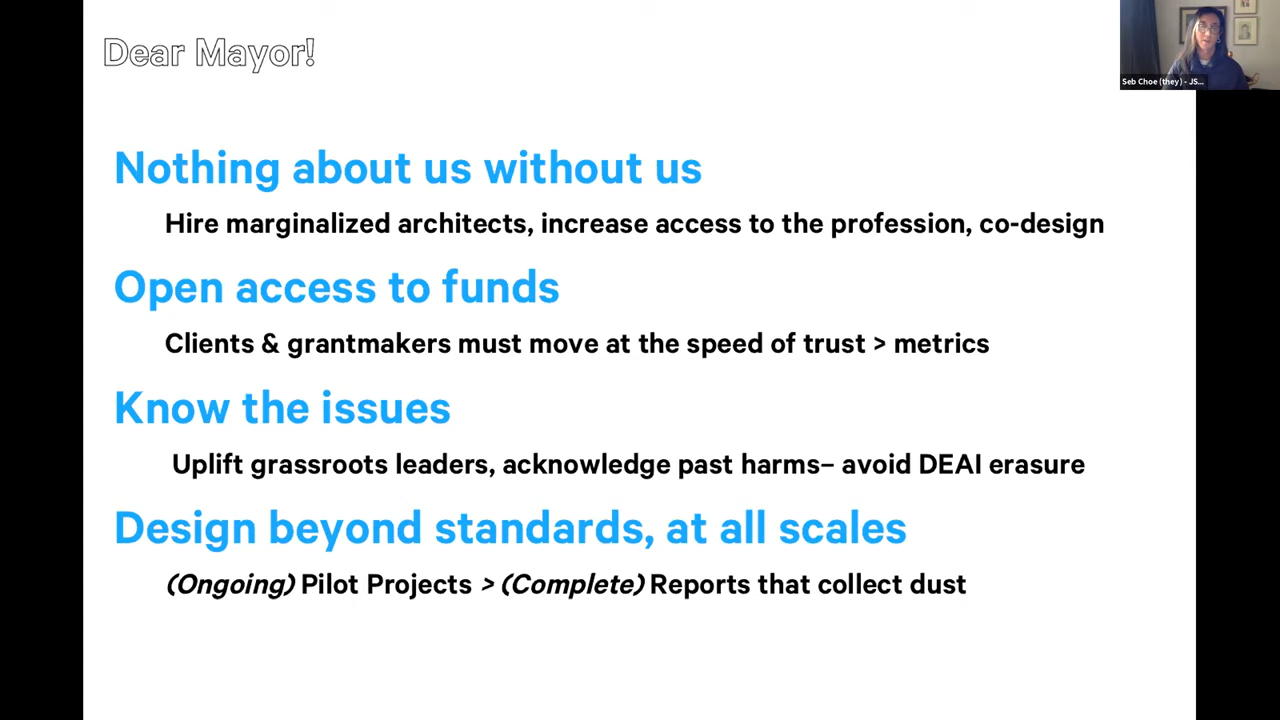 Dear Mayor!
Seb Choe (they) - JS...
Nothing about us without us
Hire marginalized architects, increase access to the profession, co-design
Open access to funds
Clients & grantmakers must move at the speed of trust > metrics
Know the issues
Uplift grassroots leaders, acknowledge past harms– avoid DEAI erasure
Design beyond standards, at all scales
(Ongoing) Pilot Projects > (Complete) Reports that collect dust